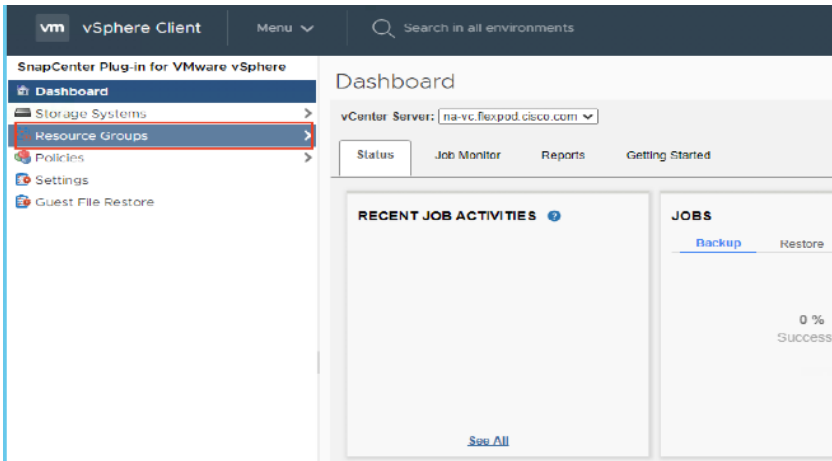 vm vSphere Client Menu Search in all environments
SnapCenter Plug-in for VMware vSphere
Dashboard
Storage Systems
Resource Groups
Policies
Settings
Guest File Restore
Dashboard
vCenter Server: na-vc.flexpod.cisco.com
Status Job Monitor Reports Getting Started
RECENT JOB ACTIVITIES ?
See All
JOBS
Backup Restore
0 %
Success